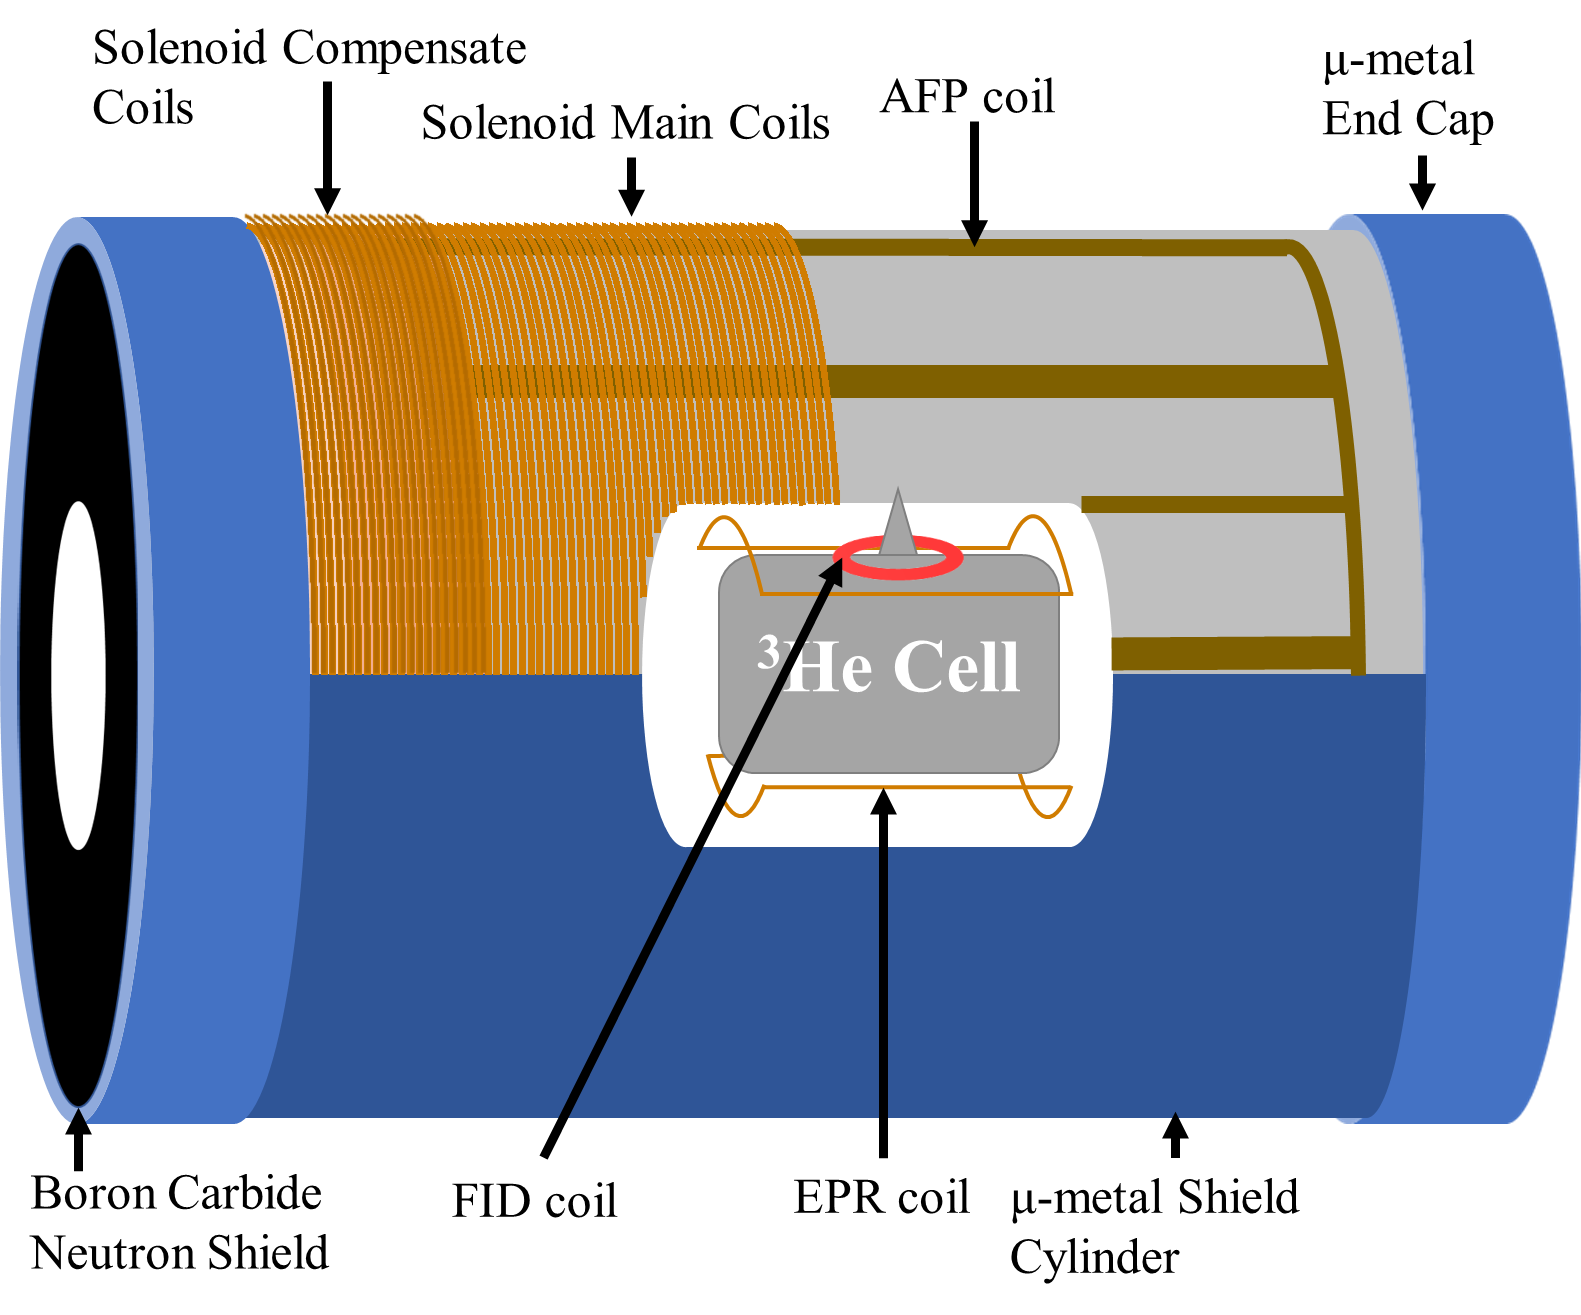 Solenoid Compensate
Coils
Solenoid Main Coils
AFP coil
μ-metal
End Cap
³He Cell
Boron Carbide
Neutron Shield
FID coil
EPR coil
μ-metal Shield
Cylinder